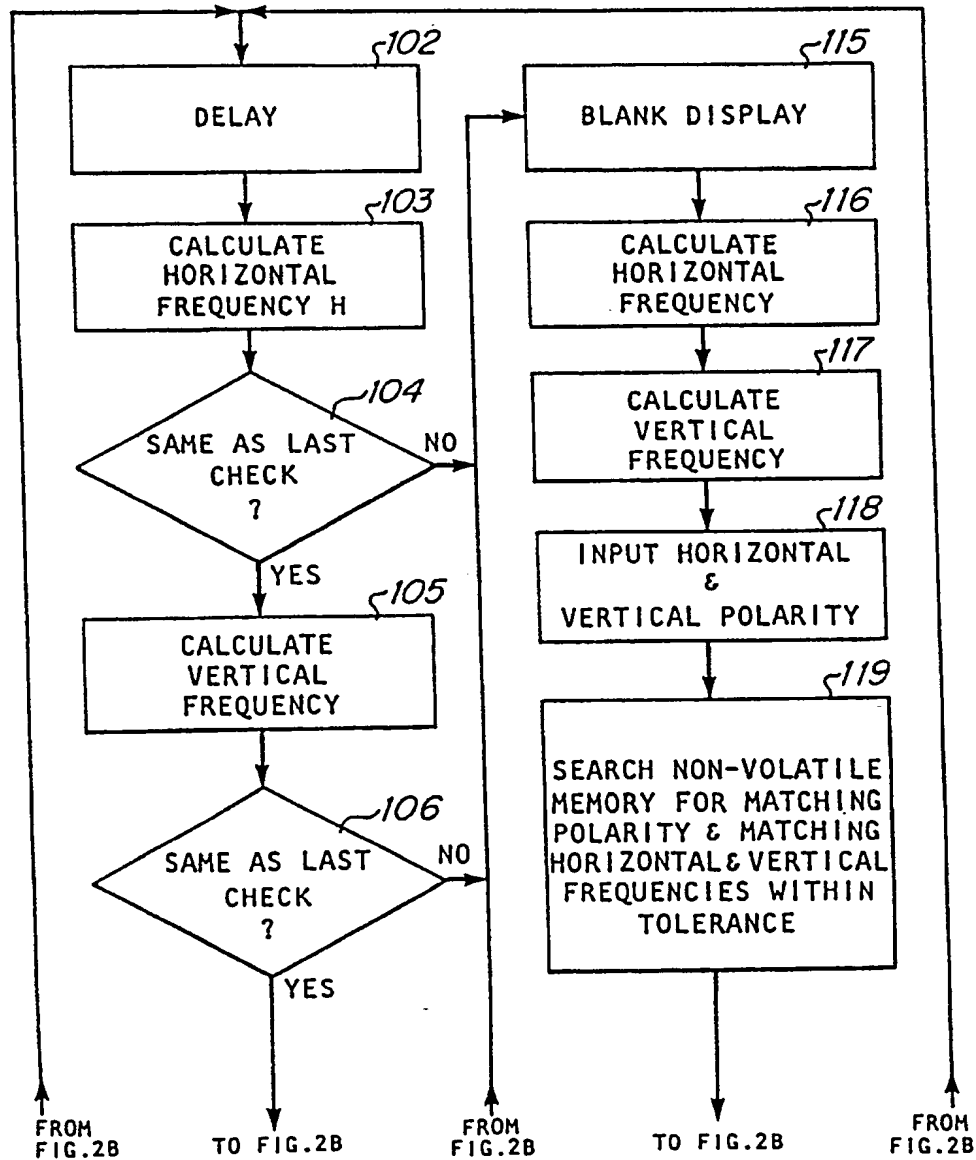 102
DELAY
103
CALCULATE
HORIZONTAL
FREQUENCY H
104
SAME AS LAST
CHECK
?
NO
YES
105
CALCULATE
VERTICAL
FREQUENCY
106
SAME AS LAST
CHECK
?
NO
YES
115
BLANK DISPLAY
116
CALCULATE
HORIZONTAL
FREQUENCY
117
CALCULATE
VERTICAL
FREQUENCY
118
INPUT HORIZONTAL
&
VERTICAL POLARITY
119
SEARCH NON-VOLATILE
MEMORY FOR MATCHING
POLARITY & MATCHING
HORIZONTAL & VERTICAL
FREQUENCIES WITHIN
TOLERANCE
FROM
FIG.2B
TO FIG.2B
FROM
FIG.2B
TO FIG.2B
FROM
FIG.2B